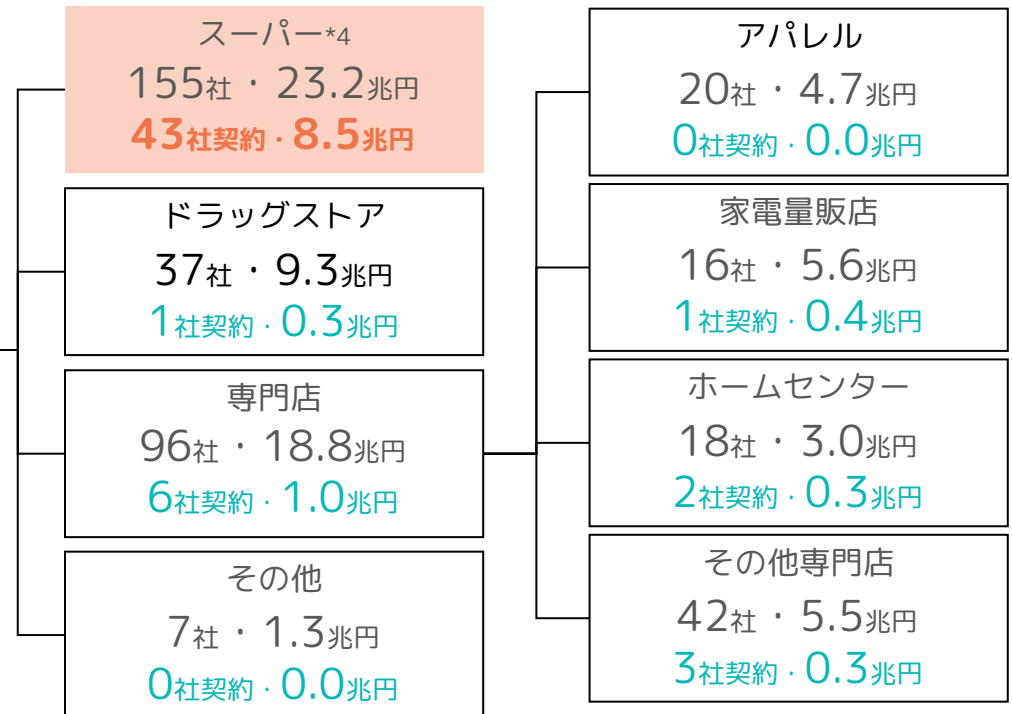 スーパー*4
155社・23.2兆円
43社契約・8.5兆円
ドラッグストア
37社・9.3兆円
1社契約・0.3兆円
専門店
96社・18.8兆円
6社契約・1.0兆円
その他
7社・1.3兆円
0社契約・0.0兆円
アパレル
20社・4.7兆円
0社契約・0.0兆円
家電量販店
16社・5.6兆円
1社契約・0.4兆円
ホームセンター
18社・3.0兆円
2社契約・0.3兆円
その他専門店
42社・5.5兆円
3社契約・0.3兆円